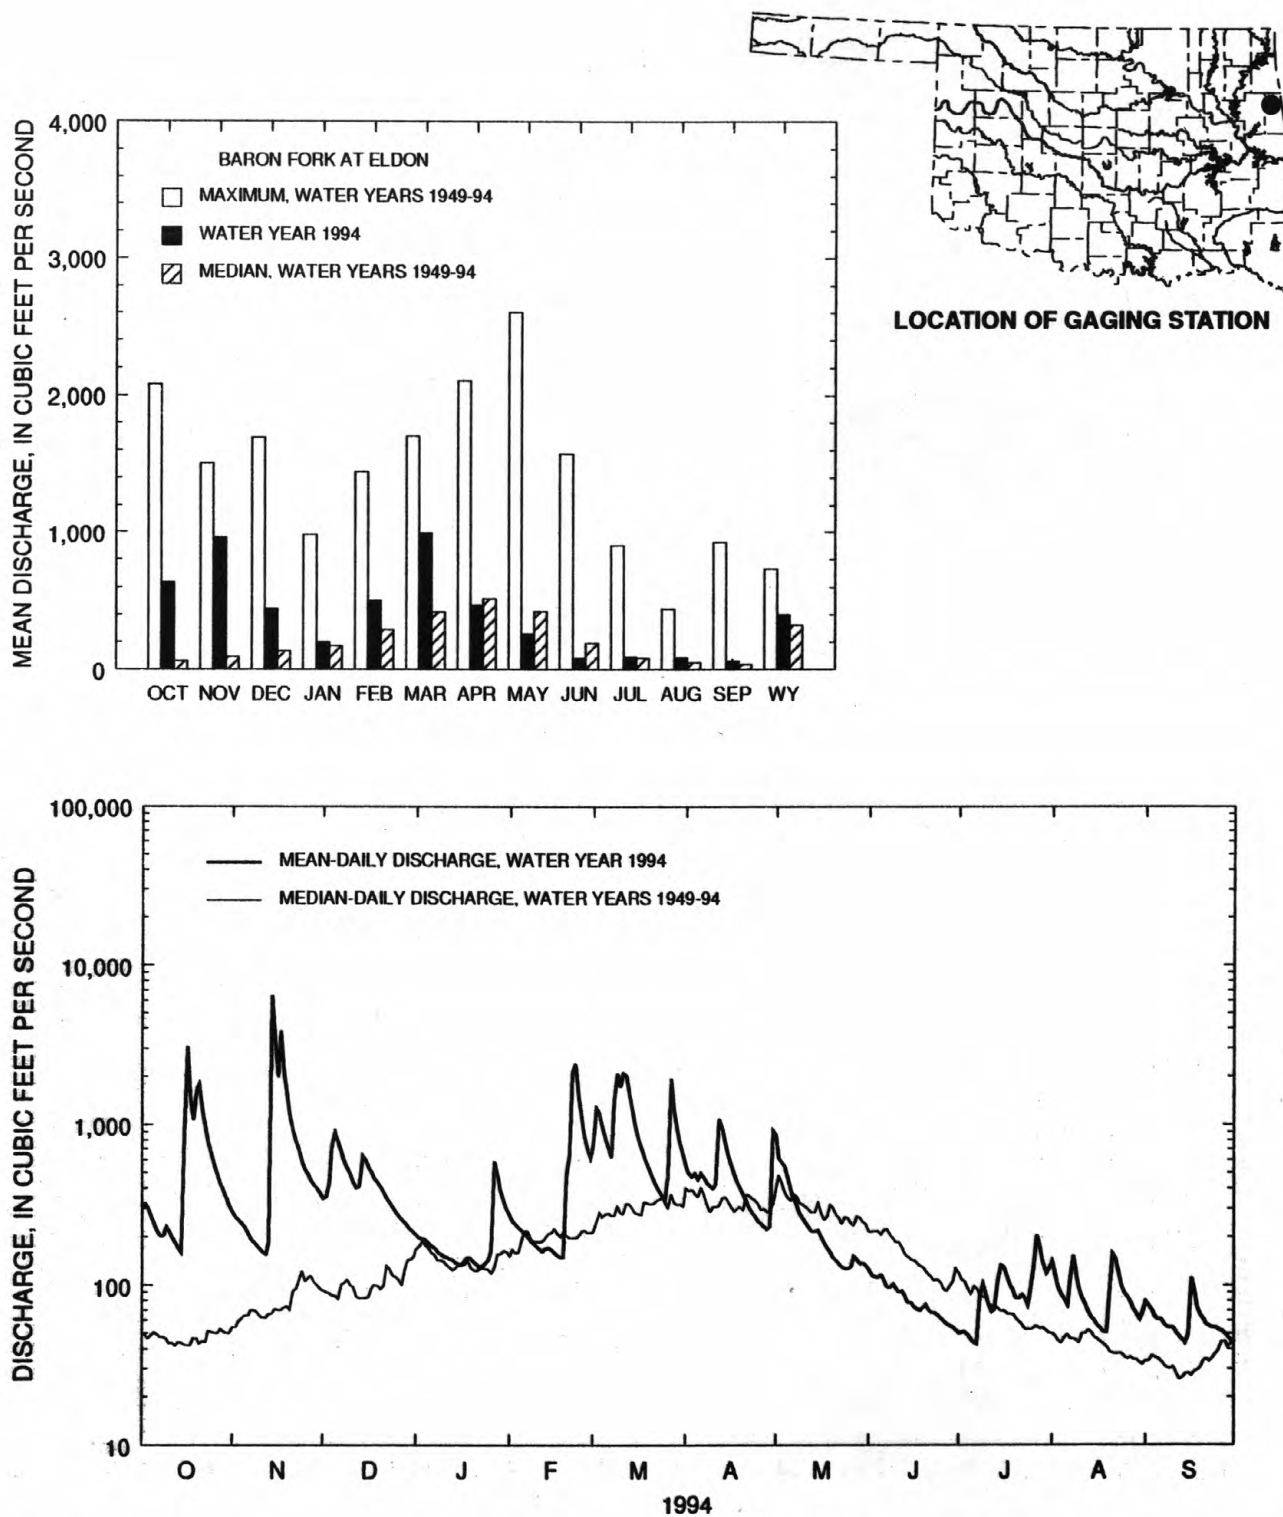 MEAN DISCHARGE, IN CUBIC FEET PER SECOND
4,000
3,000
2,000
1,000
0
BARON FORK AT ELDON
MAXIMUM, WATER YEARS 1949-94
WATER YEAR 1994
MEDIAN, WATER YEARS 1949-94
OCT NOV DEC JAN FEB MAR APR MAY JUN JUL AUG SEP WY
LOCATION OF GAGING STATION
DISCHARGE, IN CUBIC FEET PER SECOND
100,000
10,000
1,000
100
10
MEAN-DAILY DISCHARGE, WATER YEAR 1994
MEDIAN-DAILY DISCHARGE, WATER YEARS 1949-94
O N D J F M A M J J A S
1994